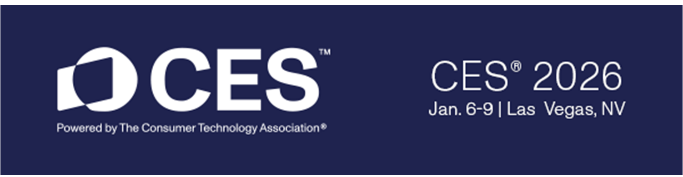 CES™
Powered by The Consumer Technology Association®
CES® 2026
Jan. 6-9 | Las Vegas, NV